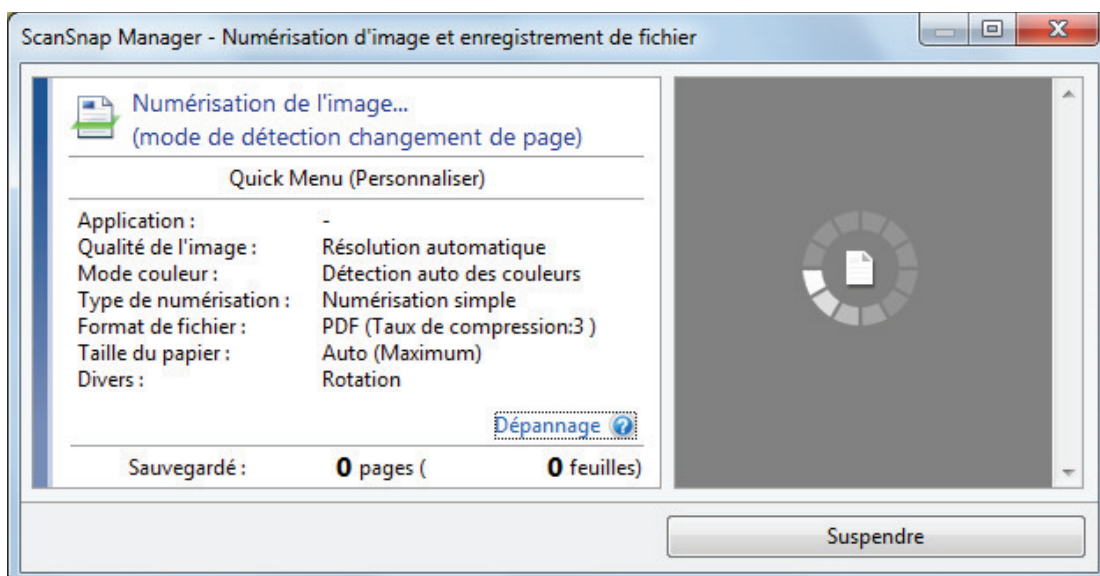 ScanSnap Manager - Numérisation d'image et enregistrement de fichier
Numérisation de l'image...
(mode de détection changement de page)
Quick Menu (Personnaliser)
Application : -
Qualité de l'image : Résolution automatique
Mode couleur : Détection auto des couleurs
Type de numérisation : Numérisation simple
Format de fichier : PDF (Taux de compression:3 )
Taille du papier : Auto (Maximum)
Divers : Rotation
Dépannage
Sauvegardé : 0 pages ( 0 feuilles)
Suspendre